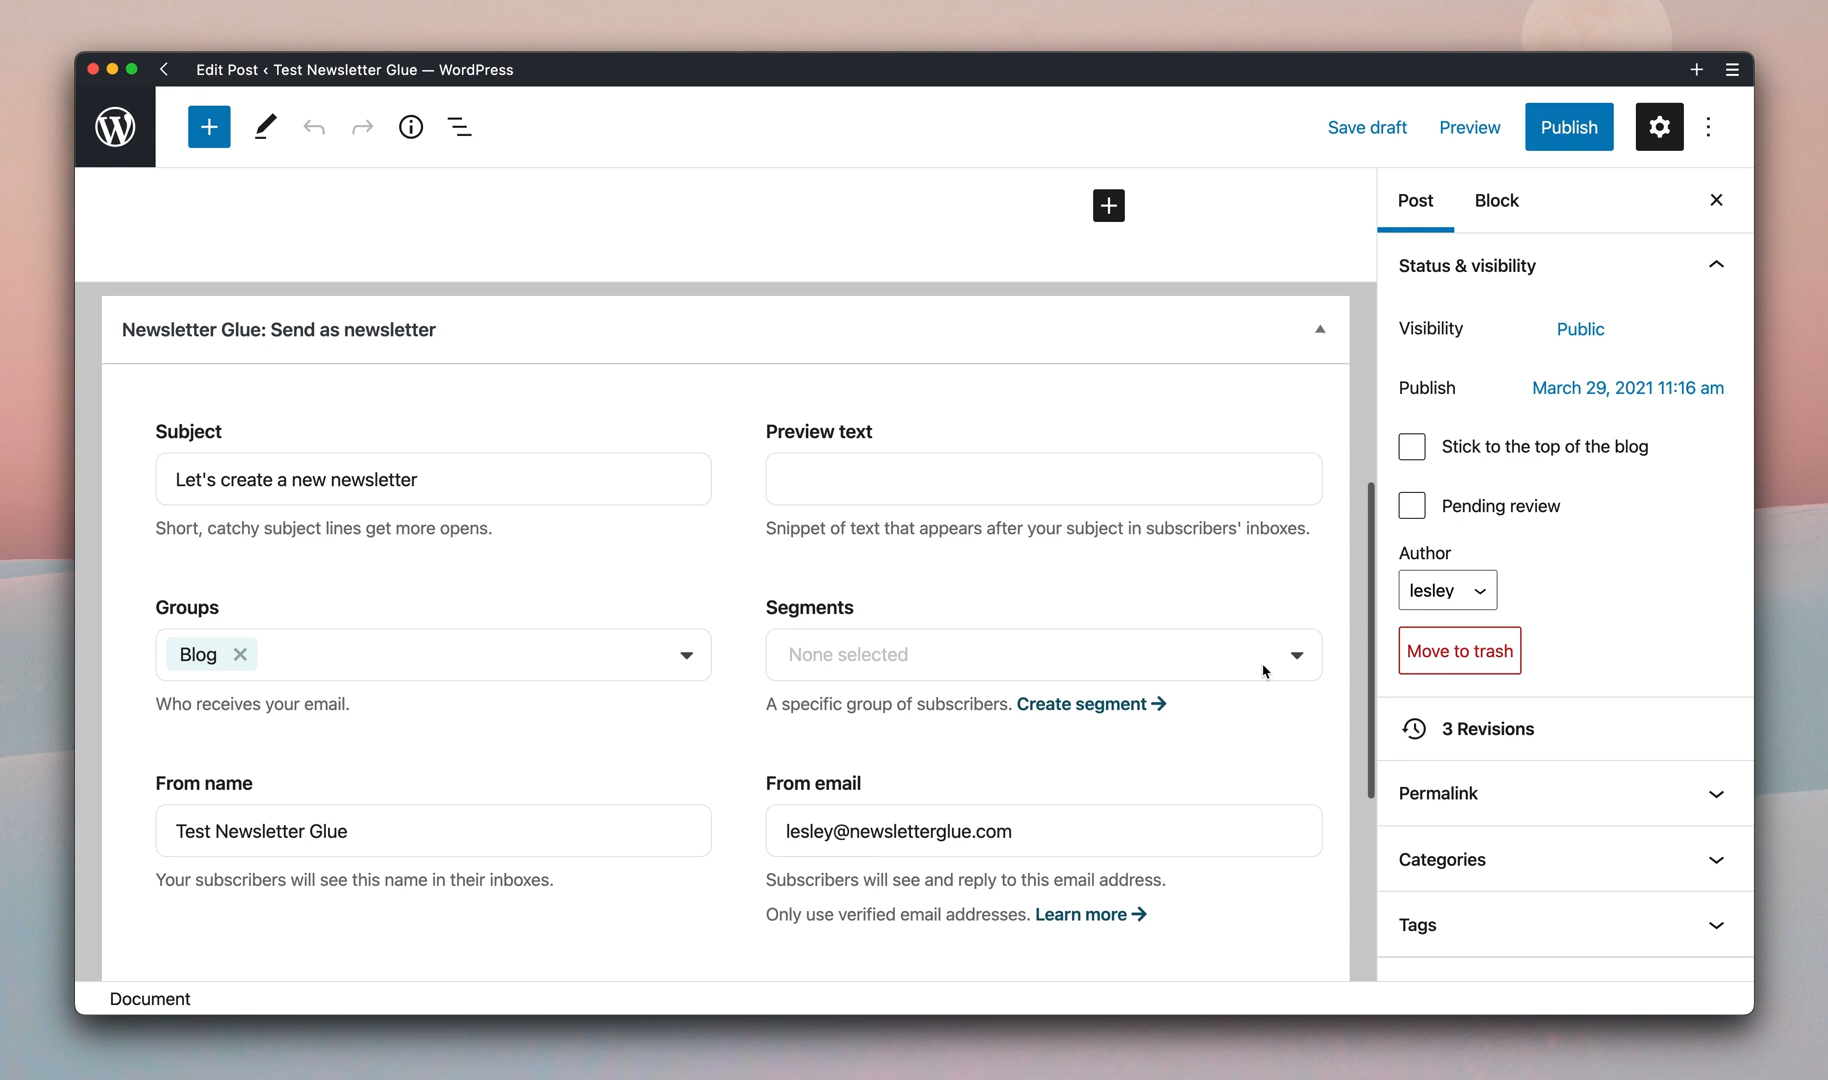 Edit Post ‹ Test Newsletter Glue — WordPress
Save draft
Preview
Publish
Post
Block
Status & visibility
Visibility
Public
Publish
March 29, 2021 11:16 am
Stick to the top of the blog
Pending review
Author
lesley
Move to trash
3 Revisions
Permalink
Categories
Tags
Newsletter Glue: Send as newsletter
Subject
Let's create a new newsletter
Short, catchy subject lines get more opens.
Preview text
Snippet of text that appears after your subject in subscribers' inboxes.
Groups
Blog
Who receives your email.
Segments
None selected
A specific group of subscribers. Create segment →
From name
Test Newsletter Glue
Your subscribers will see this name in their inboxes.
From email
lesley@newsletterglue.com
Subscribers will see and reply to this email address.
Only use verified email addresses. Learn more →
Document